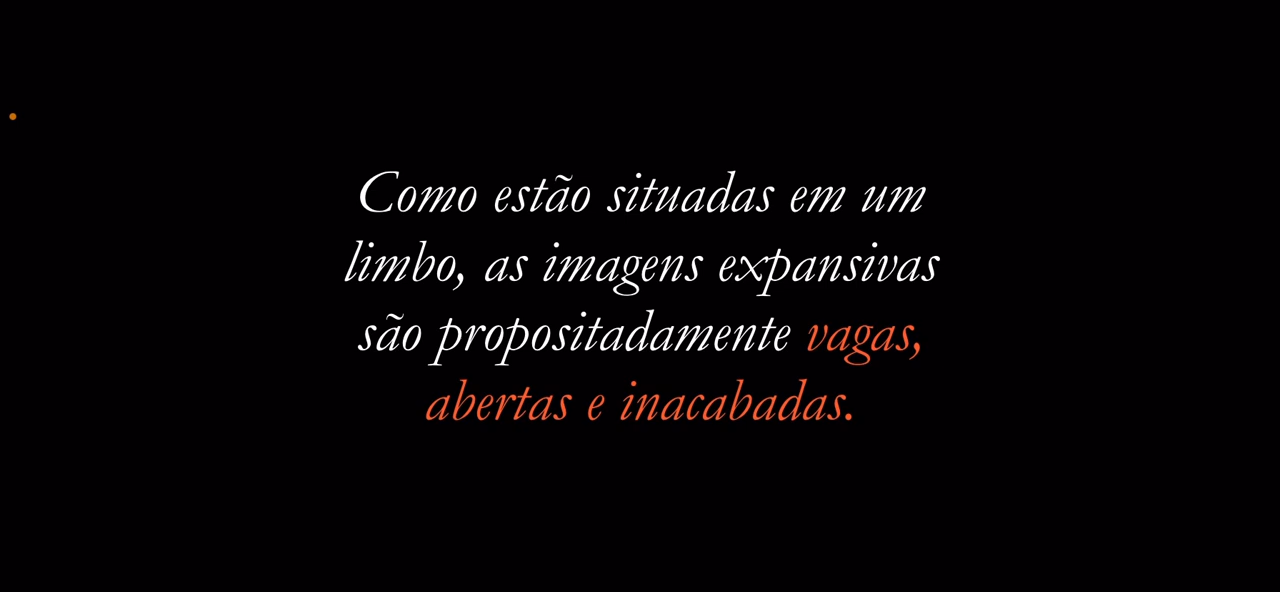 Como estão situadas em um
limbo, as imagens expansivas
são propositadamente vagas,
abertas e inacabadas.